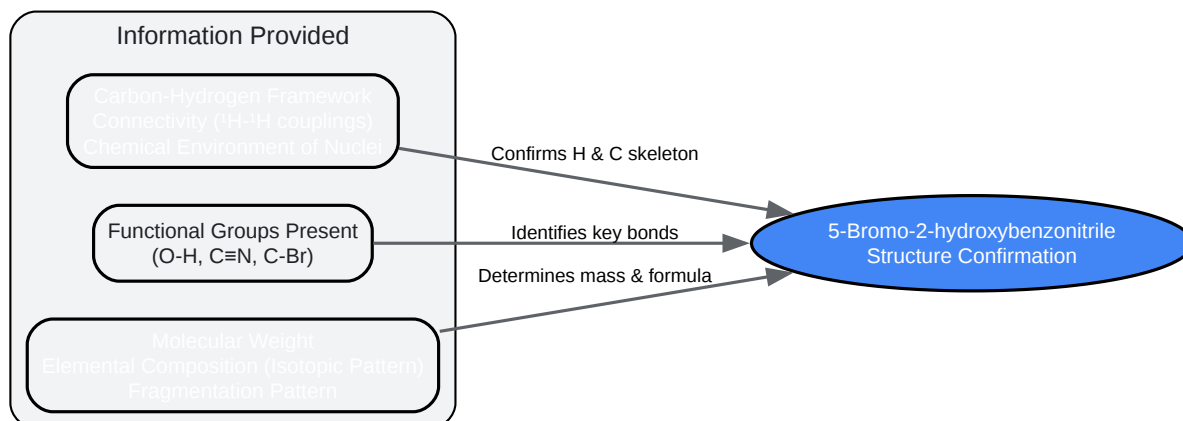 Information Provided
Carbon-Hydrogen Framework
Connectivity (¹H-¹H couplings)
Chemical Environment of Nuclei
Confirms H & C skeleton
Functional Groups Present
(O-H, C≡N, C-Br)
Identifies key bonds
5-Bromo-2-hydroxybenzonitrile
Structure Confirmation
Determines mass & formula
Molecular Weight
Elemental Composition (Isotopic Pattern)
Fragmentation Pattern